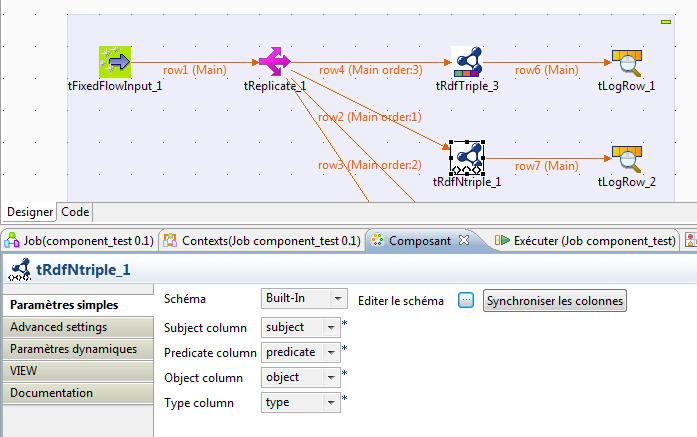 row1 (Main)
row4 (Main order:3)
row6 (Main)
tFixedFlowInput_1
tReplicate_1
tRdfTriple_3
tLogRow_1
row2 (Main order:1)
row3 (Main order:2)
row7 (Main)
tRdfNtriple_1
tLogRow_2
Designer
Code
Job(component_test 0.1)
Contexts(Job component_test 0.1)
Composant
Exécuter (Job component_test)
tRdfNtriple_1
Paramètres simples
Advanced settings
Paramètres dynamiques
VIEW
Documentation
Schéma
Built-In
Editer le schéma
...
Synchroniser les colonnes
Subject column
subject
*
Predicate column
predicate
*
Object column
object
*
Type column
type
*